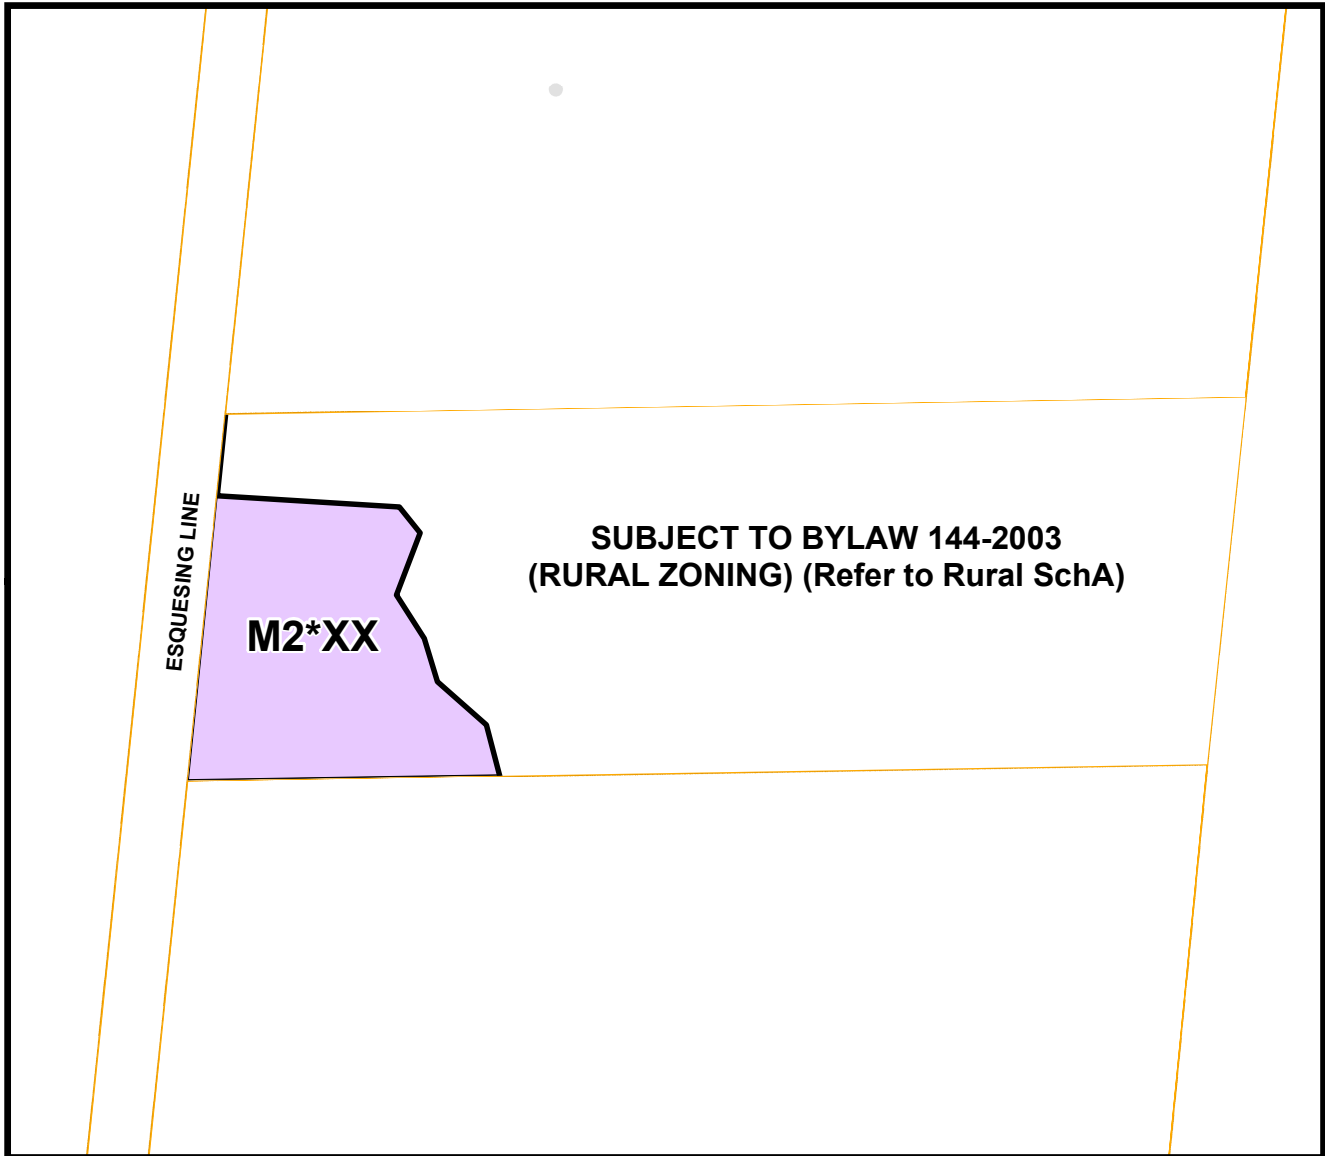 SUBJECT TO BYLAW 144-2003
(RURAL ZONING) (Refer to Rural SchA)
ESQUESING LINE
M2*XX